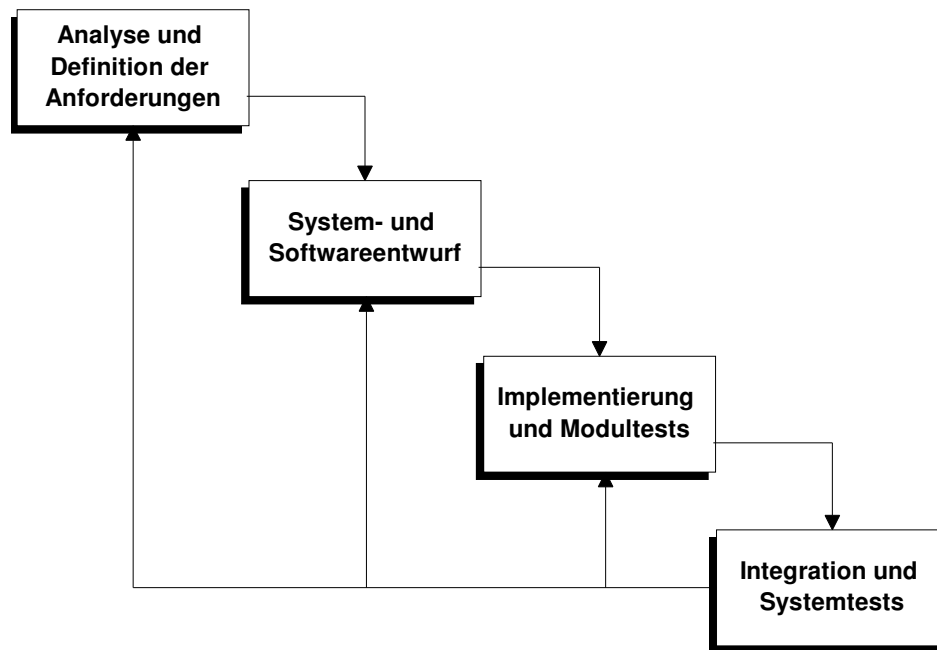 Analyse und
Definition der
Anforderungen
System- und
Softwareentwurf
Implementierung
und Modultests
Integration und
Systemtests